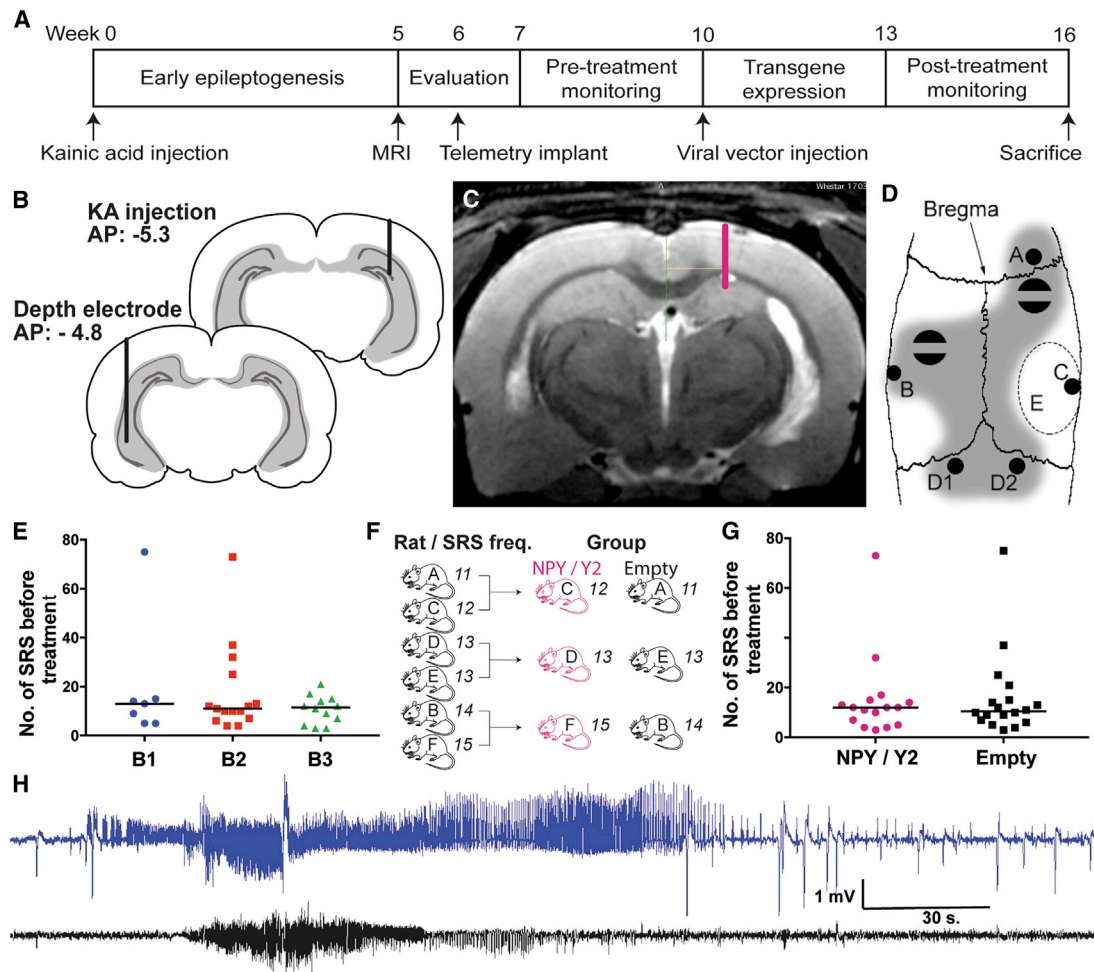 A
Week 0 5 6 7 10 13 16
Early epileptogenesis
Evaluation
Pre-treatment
monitoring
Transgene
expression
Post-treatment
monitoring
Kainic acid injection
MRI
Telemetry implant
Viral vector injection
Sacrifice
B
KA injection
AP: -5.3
Depth electrode
AP: - 4.8
C
A
Whistar 1703
D
Bregma
A
B
C
E
D1
D2
E
No. of SRS before
treatment
80
60
40
20
0
B1 B2 B3
F
Rat / SRS freq. Group
NPY / Y2 Empty
A 11
C 12
C 12 A 11
D 13
E 13
D 13 E 13
B 14
F 15
F 15 B 14
G
No. of SRS before
treatment
80
60
40
20
0
NPY / Y2 Empty
H
1 mV
30 s.